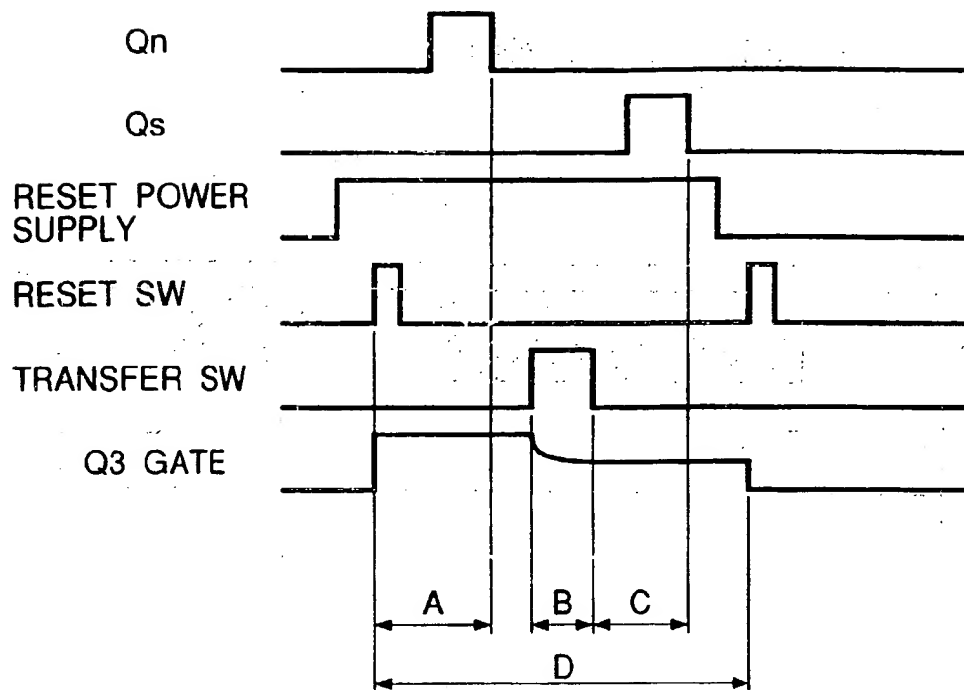 Qn
Qs
RESET POWER
SUPPLY
RESET SW
TRANSFER SW
Q3 GATE
A
B
C
D